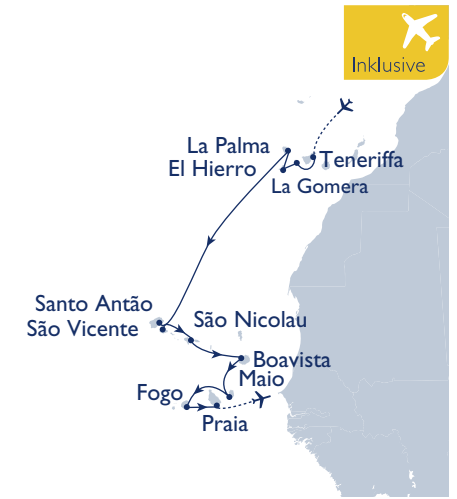 Inklusive
La Palma
El Hierro
Teneriffa
La Gomera
Santo Antão
São Vicente
São Nicolau
Boavista
Maio
Fogo
Praia